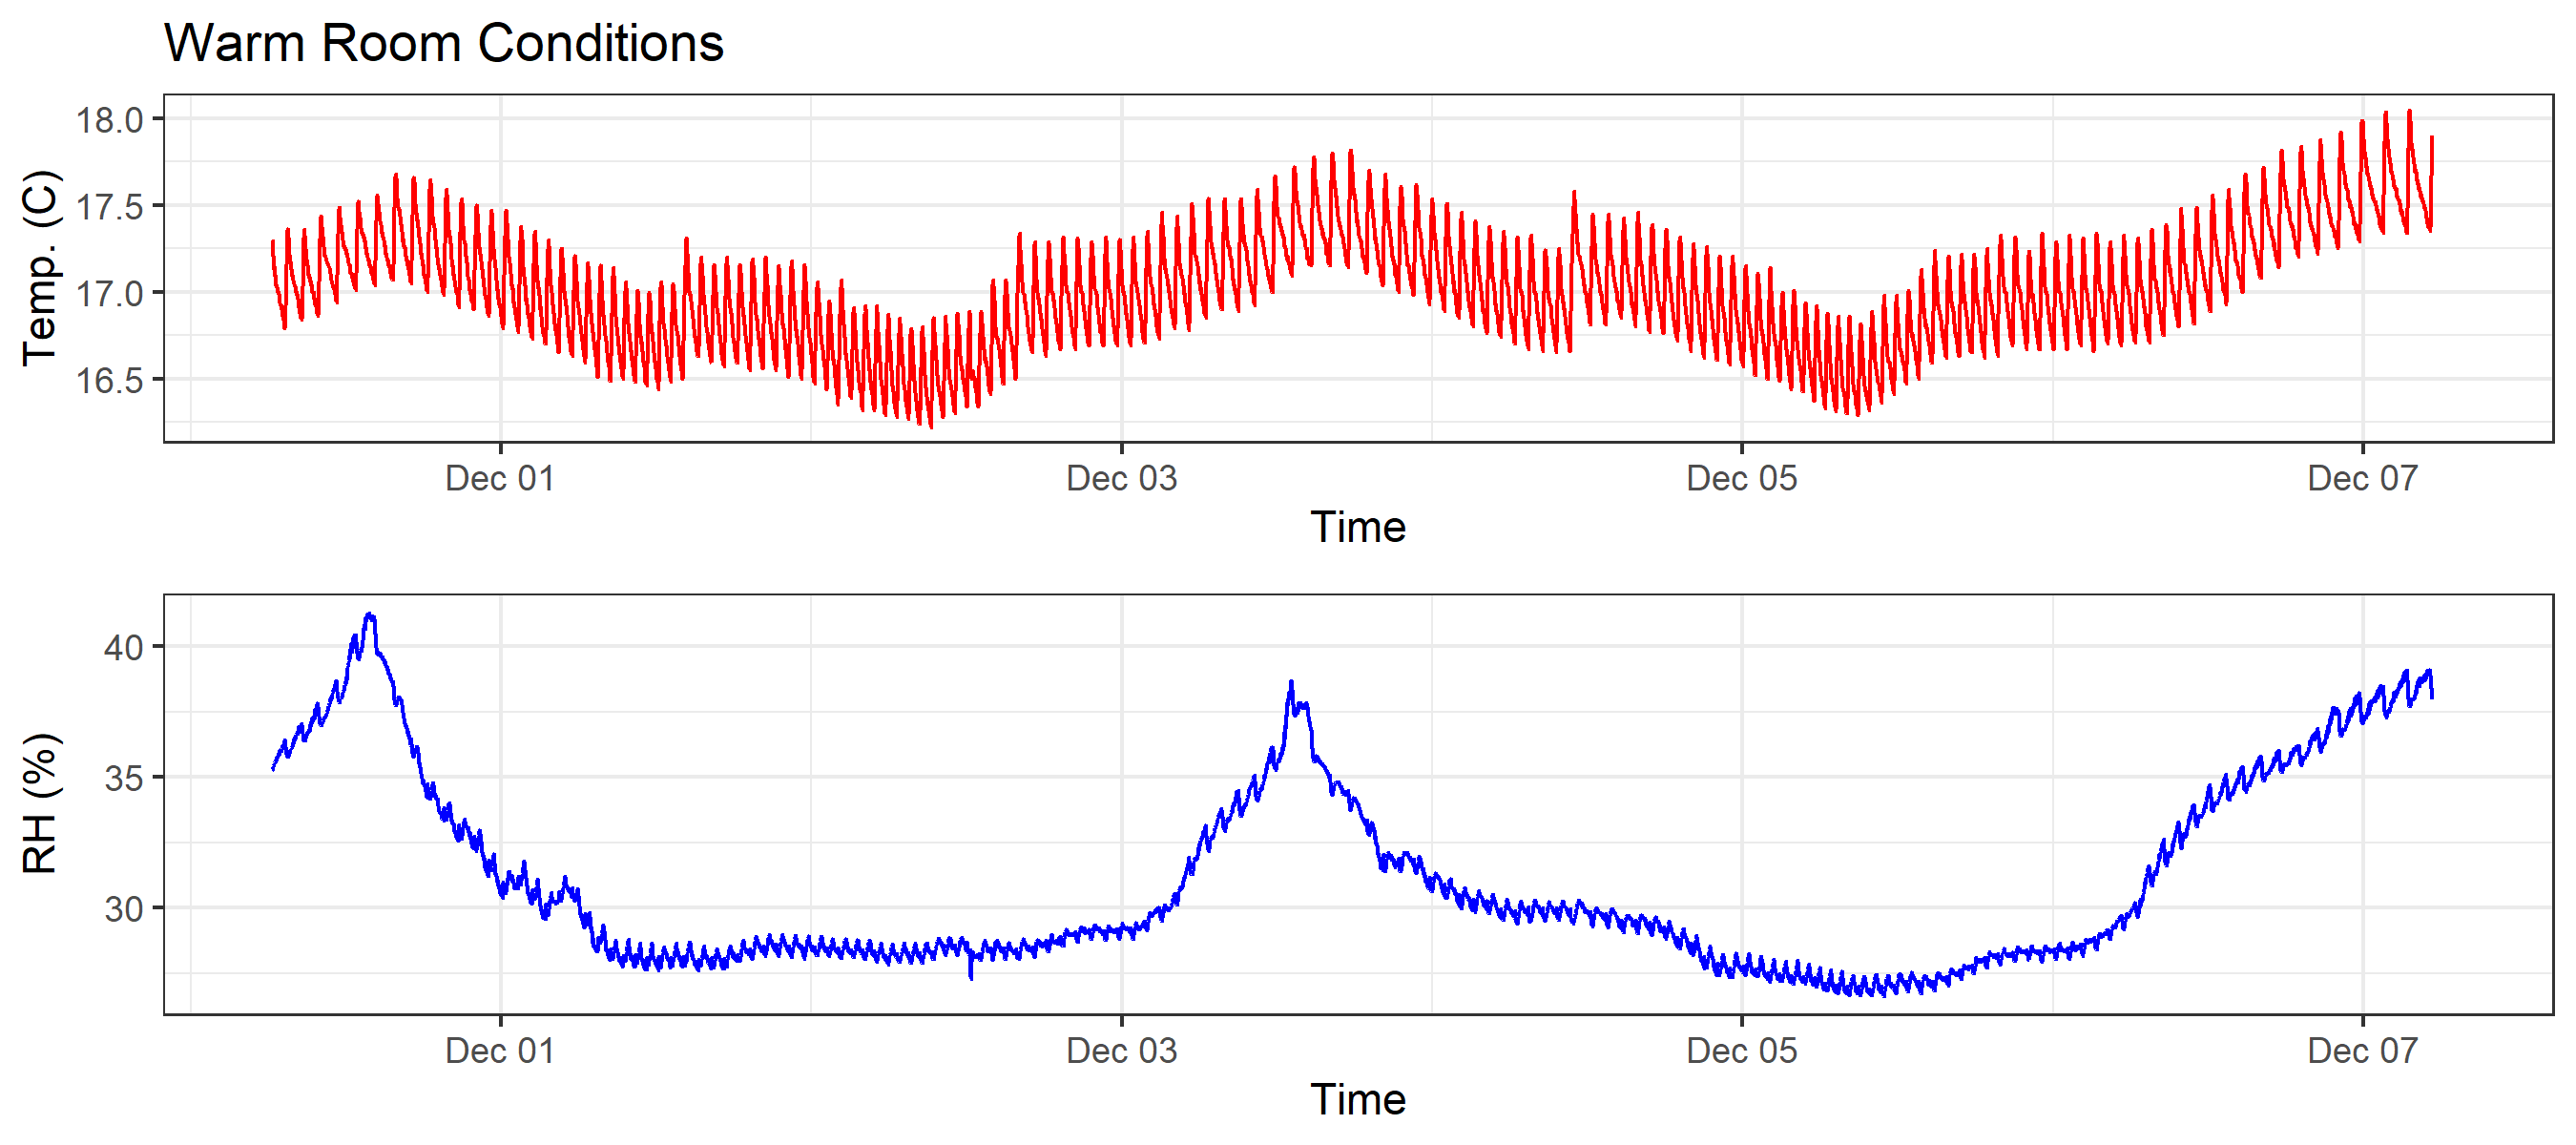 Warm Room Conditions
Temp. (C)
18.0
17.5
17.0
16.5
Dec 01 Dec 03 Dec 05 Dec 07
Time
RH (%)
40
35
30
Dec 01 Dec 03 Dec 05 Dec 07
Time